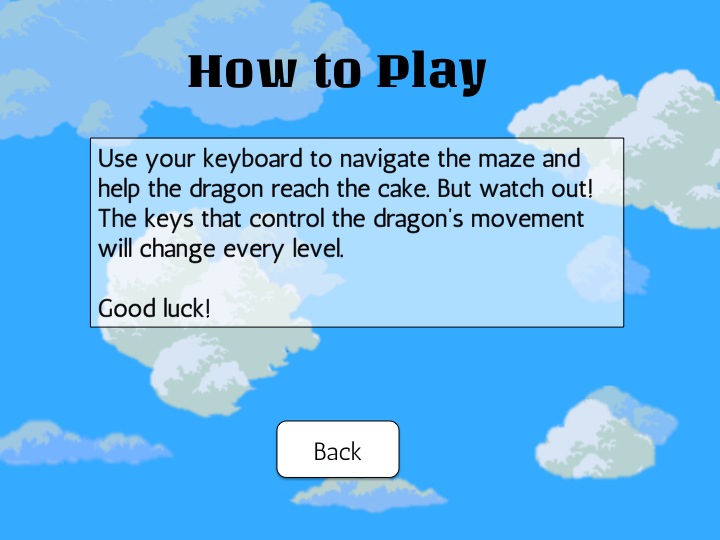 How to Play
Use your keyboard to navigate the maze and
help the dragon reach the cake. But watch out!
The keys that control the dragon's movement
will change every level.
Good luck!
Back